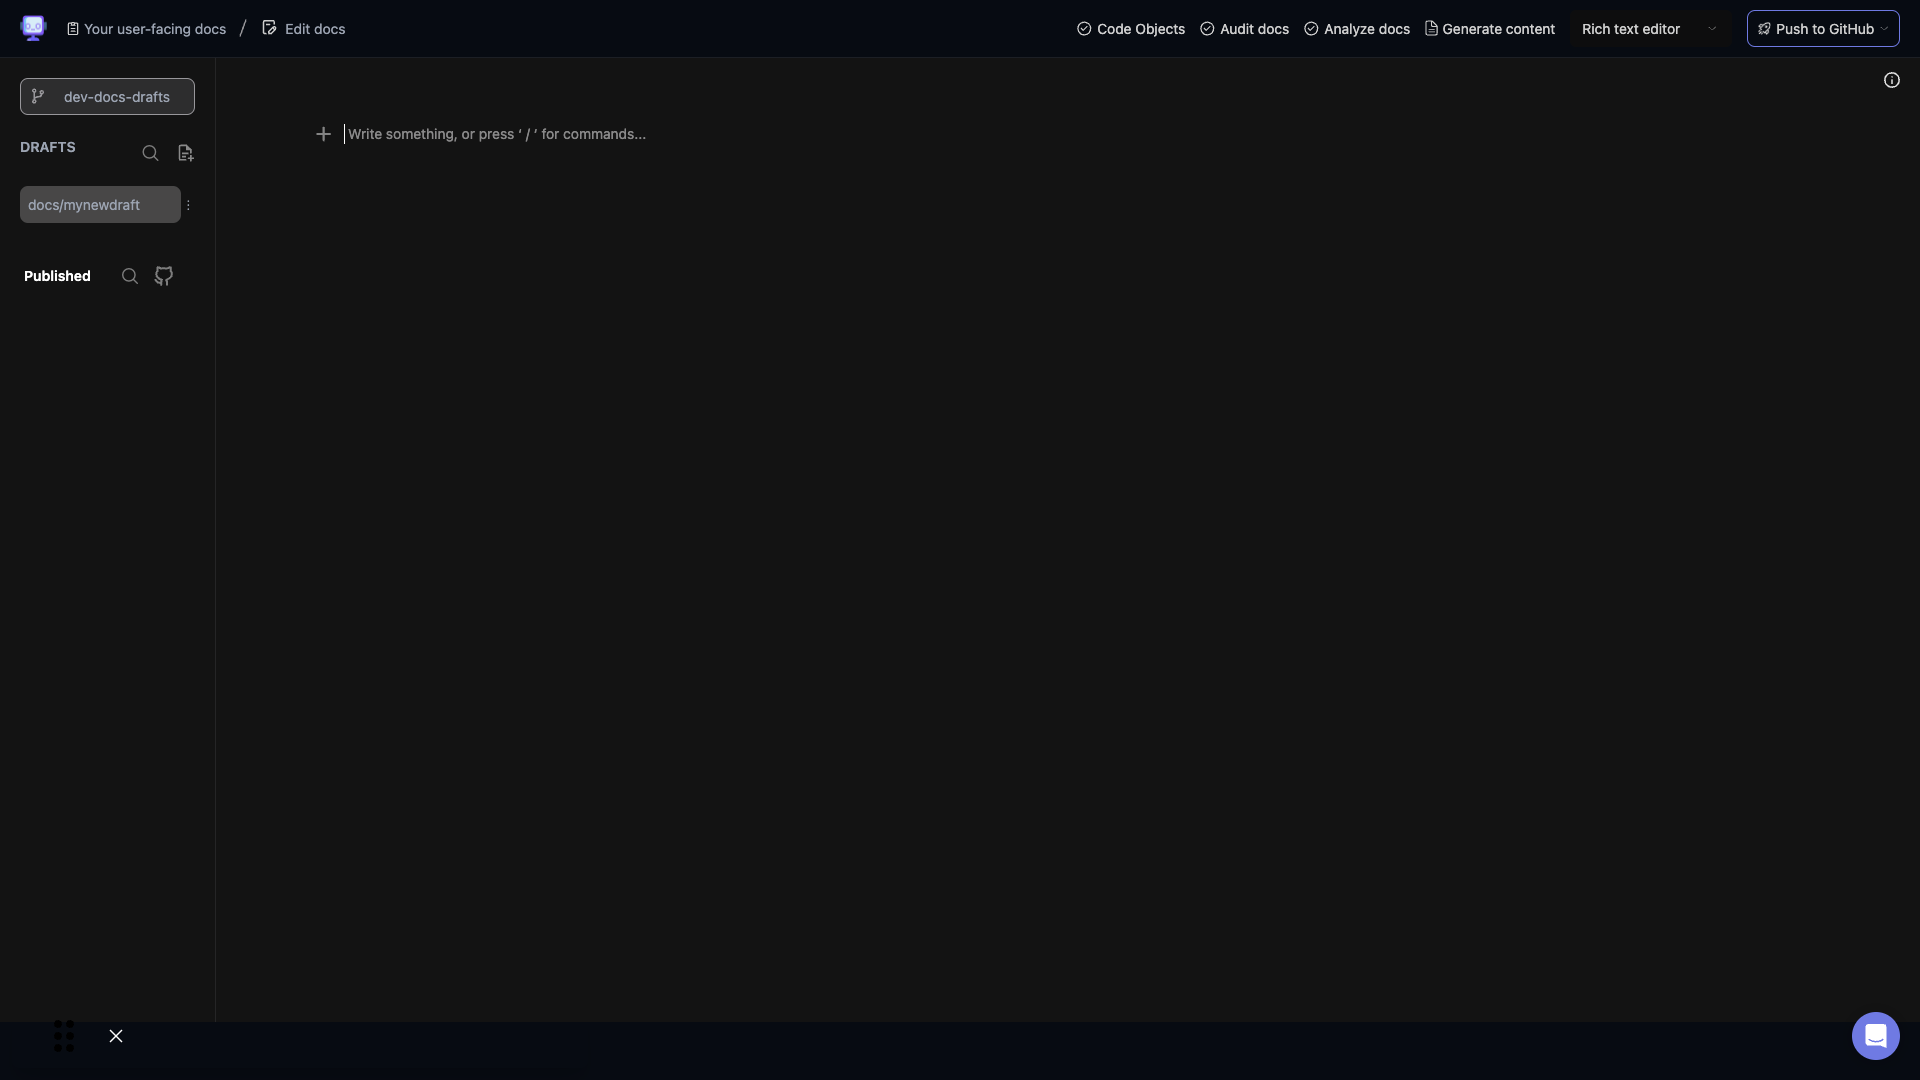 Your user-facing docs / Edit docs
Code Objects Audit docs Analyze docs Generate content Rich text editor Push to GitHub
dev-docs-drafts
DRAFTS
Write something, or press ‘ / ’ for commands...
docs/mynewdraft
Published